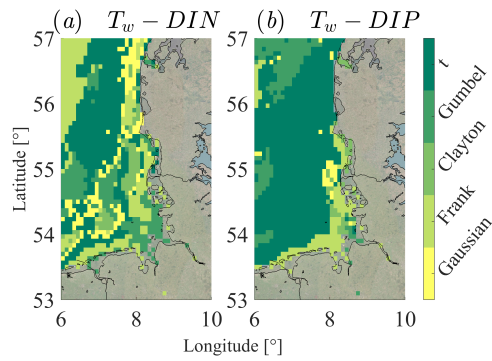 (a) T_w − DIN (b) T_w − DIP
57 57
56 56
55 55
54 54
53 53
6 8 10 6 8 10
Latitude [°]
Longitude [°]
t
Gumbel
Clayton
Frank
Gaussian